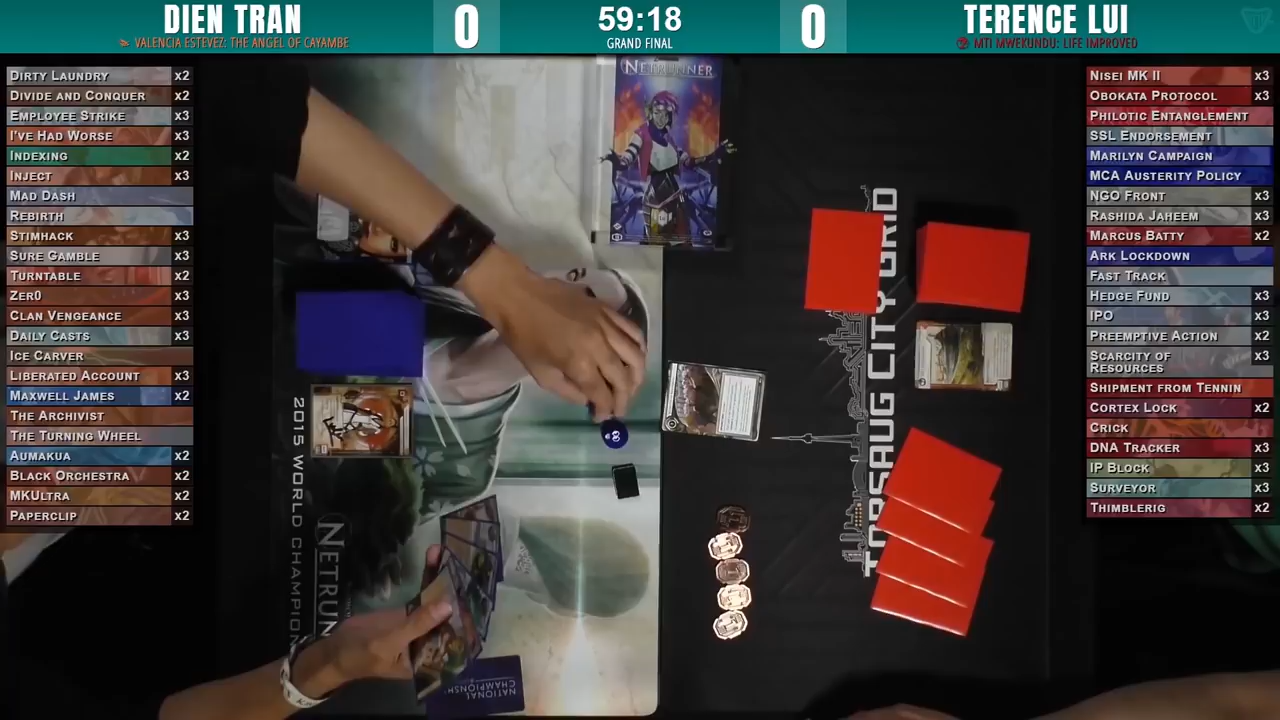 DIEN TRAN
VALENCIA ESTEVEZ: THE ANGEL OF CAYAMBE
0
59:18
GRAND FINAL
0
TERENCE LUI
MTI MWEKUNDU: LIFE IMPROVED
DIRTY LAUNDRY x2
DIVIDE AND CONQUER x2
EMPLOYEE STRIKE x3
I'VE HAD WORSE x3
INDEXING x2
INJECT x3
MAD DASH
REBIRTH
STIMHACK x3
SURE GAMBLE x3
TURNTABLE x2
ZER0 x3
CLAN VENGEANCE x3
DAILY CASTS x3
ICE CARVER
LIBERATED ACCOUNT x3
MAXWELL JAMES x2
THE ARCHIVIST
THE TURNING WHEEL
AUMAKUA x2
BLACK ORCHESTRA x2
MKULTRA x2
PAPERCLIP x2
NETRUNNER
TOPSAUG CITY GRID
2015 WORLD CHAMPION
NETRUN
NATIONAL
CHAMPIONSH
NISEI MK II x3
OBOKATA PROTOCOL x3
PHILOTIC ENTANGLEMENT
SSL ENDORSEMENT
MARILYN CAMPAIGN
MCA AUSTERITY POLICY
NGO FRONT x3
RASHIDA JAHEEM x3
MARCUS BATTY x2
ARK LOCKDOWN
FAST TRACK
HEDGE FUND x3
IPO x3
PREEMPTIVE ACTION x2
SCARCITY OF
RESOURCES x3
SHIPMENT FROM TENNIN
CORTEX LOCK x2
CRICK
DNA TRACKER x3
IP BLOCK x3
SURVEYOR x3
THIMBLERIG x2